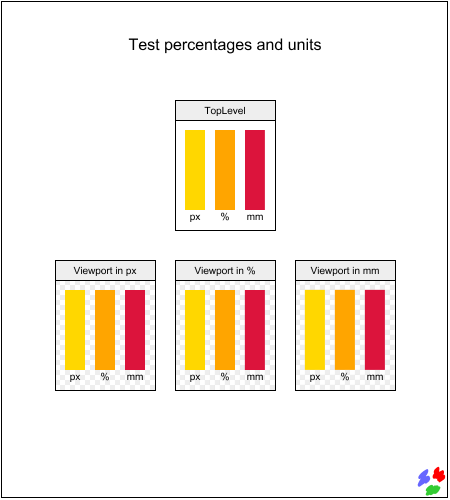 Test percentages and units
TopLevel
px % mm
Viewport in px
px % mm
Viewport in %
px % mm
Viewport in mm
px % mm